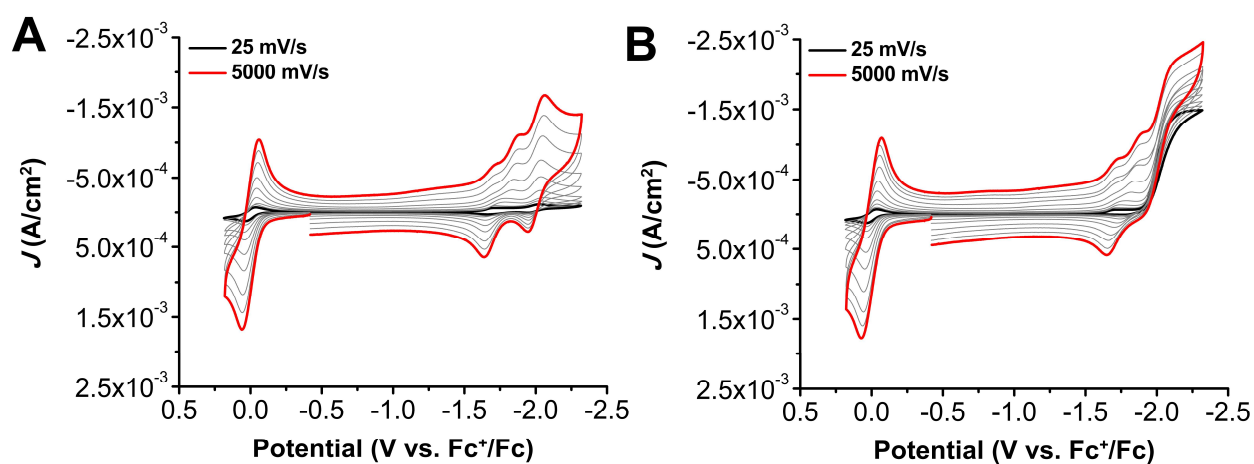 A
-2.5x10⁻³
-1.5x10⁻³
-5.0x10⁻⁴
5.0x10⁻⁴
1.5x10⁻³
2.5x10⁻³
J (A/cm²)
25 mV/s
5000 mV/s
0.5 0.0 -0.5 -1.0 -1.5 -2.0 -2.5
Potential (V vs. Fc⁺/Fc)
B
-2.5x10⁻³
-1.5x10⁻³
-5.0x10⁻⁴
5.0x10⁻⁴
1.5x10⁻³
2.5x10⁻³
J (A/cm²)
25 mV/s
5000 mV/s
0.5 0.0 -0.5 -1.0 -1.5 -2.0 -2.5
Potential (V vs. Fc⁺/Fc)